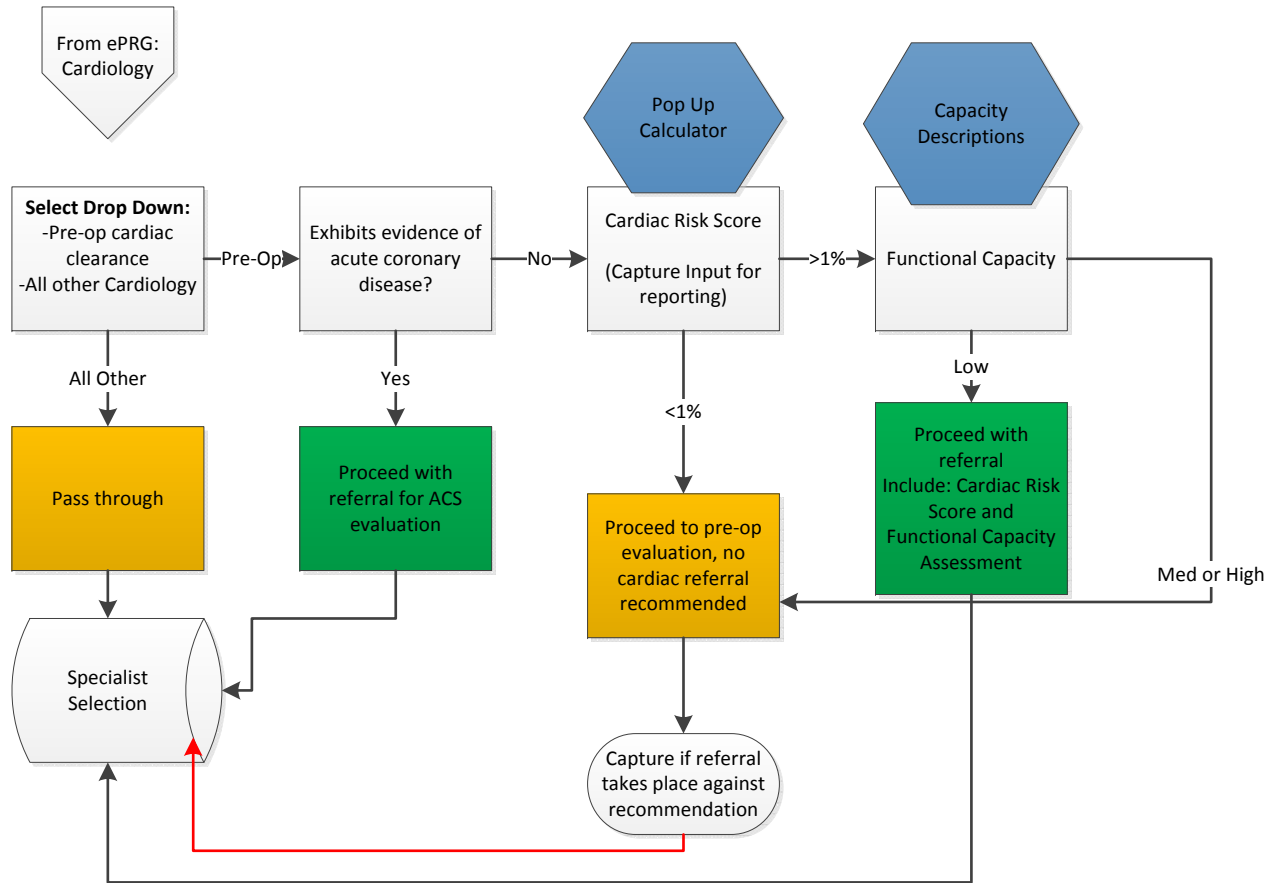 From ePRG:
Cardiology
Pop Up
Calculator
Capacity
Descriptions
Select Drop Down:
-Pre-op cardiac
clearance
-All other Cardiology
Pre-Op
Exhibits evidence of
acute coronary
disease?
No
Cardiac Risk Score
(Capture Input for
reporting)
>1%
Functional Capacity
All Other
Yes
<1%
Low
Med or High
Pass through
Proceed with
referral for ACS
evaluation
Proceed to pre-op
evaluation, no
cardiac referral
recommended
Proceed with
referral
Include: Cardiac Risk
Score and
Functional Capacity
Assessment
Specialist
Selection
Capture if referral
takes place against
recommendation